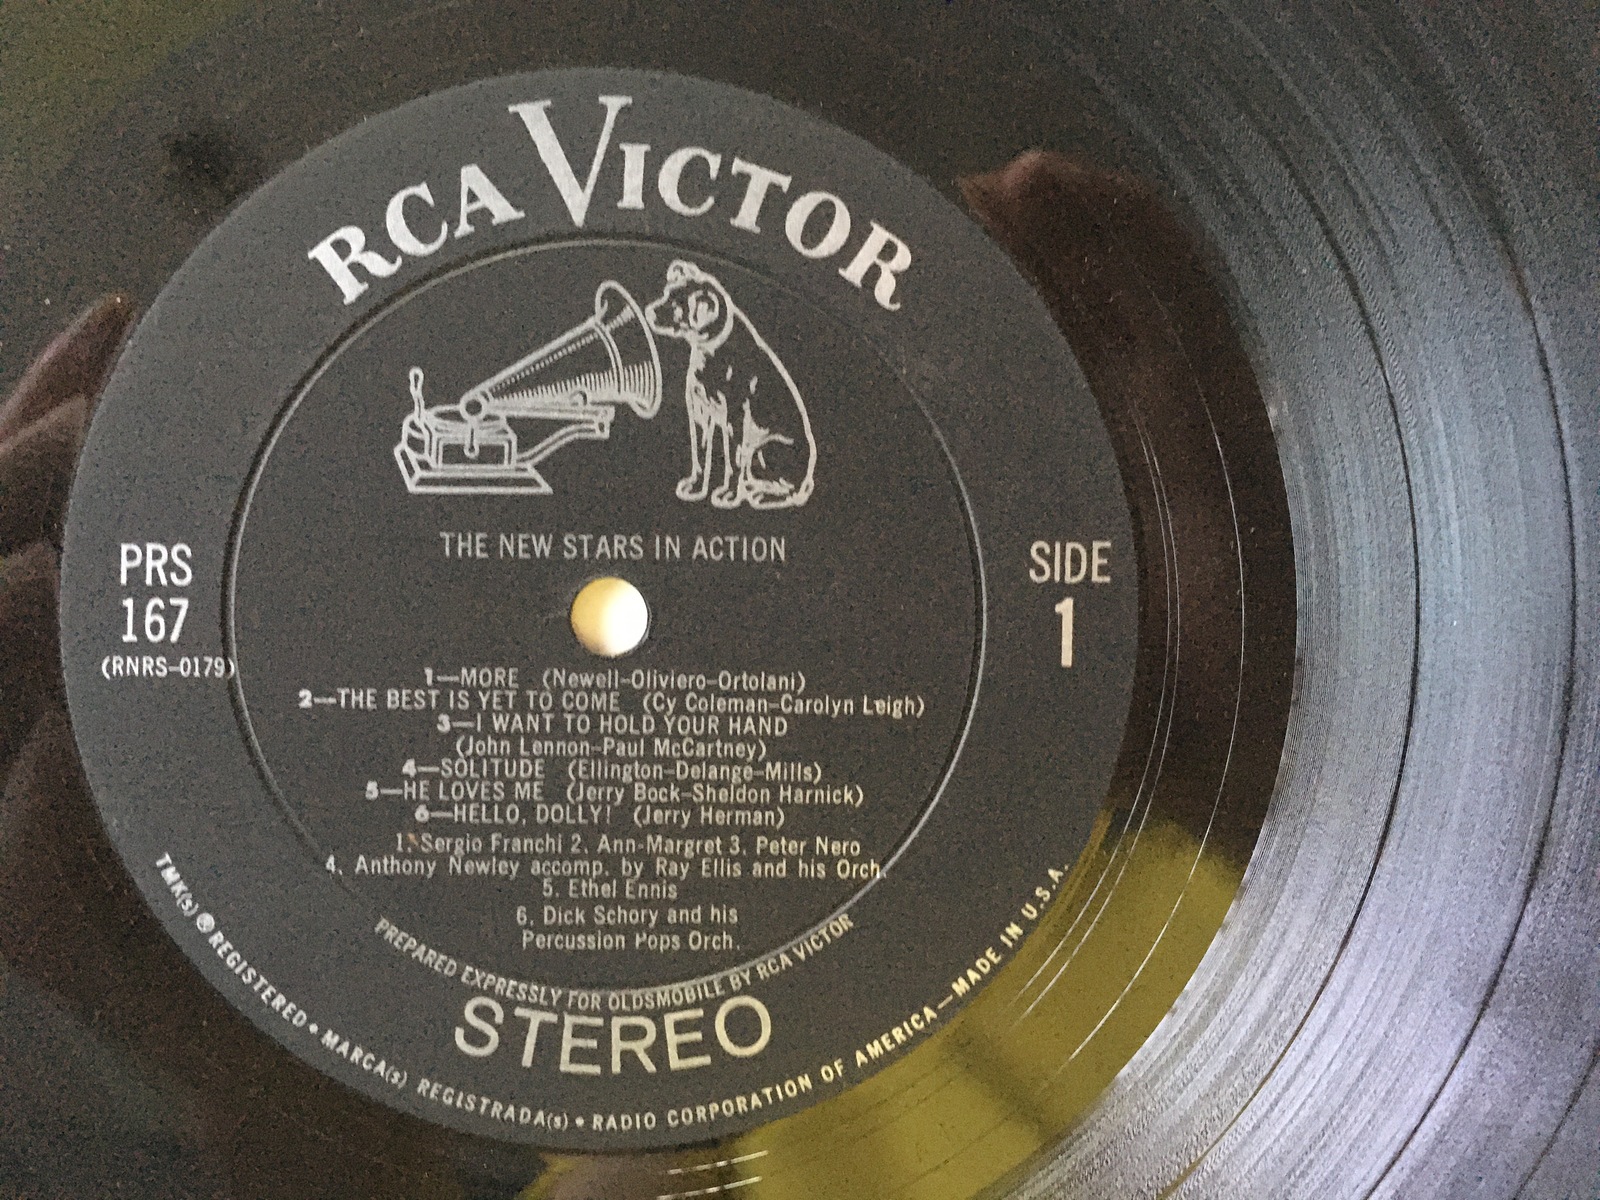 RCA VICTOR
THE NEW STARS IN ACTION
PRS
167
(RNRS-0179)
SIDE
1
1—MORE (Newell-Oliviero-Ortolani)
2—THE BEST IS YET TO COME (Cy Coleman-Carolyn Leigh)
3—I WANT TO HOLD YOUR HAND
(John Lennon-Paul McCartney)
4—SOLITUDE (Ellington-Delange-Mills)
5—HE LOVES ME (Jerry Bock-Sheldon Harnick)
6—HELLO, DOLLY! (Jerry Herman)
1. Sergio Franchi 2. Ann-Margret 3. Peter Nero
4. Anthony Newley accomp. by Ray Ellis and his Orch.
5. Ethel Ennis
6. Dick Schory and his
Percussion Pops Orch.
PREPARED EXPRESSLY FOR OLDSMOBILE BY RCA VICTOR
STEREO
TMK(s) ® REGISTERED • MARCA(s) REGISTRADA(s) • RADIO CORPORATION OF AMERICA—MADE IN U.S.A.